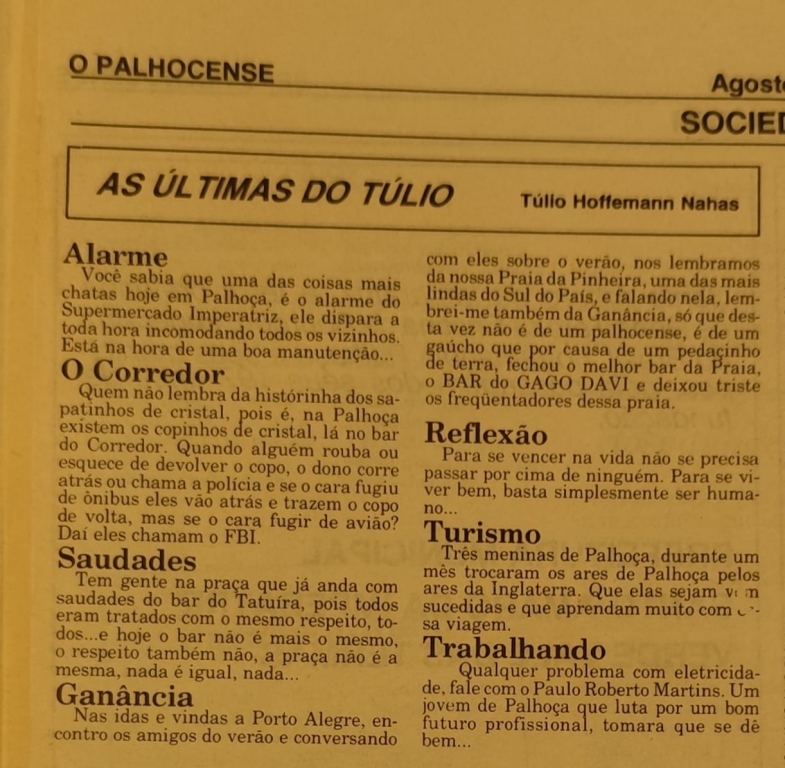 O PALHOCENSE
Agosto
SOCIED
AS ÚLTIMAS DO TÚLIO
Túlio Hoffemann Nahas
Alarme
Você sabia que uma das coisas mais
chatas hoje em Palhoça, é o alarme do
Supermercado Imperatriz, ele dispara a
toda hora incomodando todos os vizinhos.
Está na hora de uma boa manutenção...
O Corredor
Quem não lembra da histórinha dos sa-
patinhos de cristal, pois é, na Palhoça
existem os copinhos de cristal, lá no bar
do Corredor. Quando alguém rouba ou
esquece de devolver o copo, o dono corre
atrás ou chama a polícia e se o cara fugiu
de ônibus eles vão atrás e trazem o copo
de volta, mas se o cara fugir de avião?
Daí eles chamam o FBI.
Saudades
Tem gente na praça que já anda com
saudades do bar do Tatuíra, pois todos
eram tratados com o mesmo respeito, to-
dos...e hoje o bar não é mais o mesmo,
o respeito também não, a praça não é a
mesma, nada é igual, nada...
Ganância
Nas idas e vindas a Porto Alegre, en-
contro os amigos do verão e conversando
com eles sobre o verão, nos lembramos
da nossa Praia da Pinheira, uma das mais
lindas do Sul do País, e falando nela, lem-
brei-me também da Ganância, só que des-
ta vez não é de um palhocense, é de um
gaúcho que por causa de um pedacinho
de terra, fechou o melhor bar da Praia,
o BAR do GAGO DAVI e deixou triste
os freqüentadores dessa praia.
Reflexão
Para se vencer na vida não se precisa
passar por cima de ninguém. Para se vi-
ver bem, basta simplesmente ser huma-
no...
Turismo
Três meninas de Palhoça, durante um
mês trocaram os ares de Palhoça pelos
ares da Inglaterra. Que elas sejam
sucedidas e que aprendam muito com
sa viagem.
Trabalhando
Qualquer problema com eletricida-
de, fale com o Paulo Roberto Martins. Um
jovem de Palhoça que luta por um bom
futuro profissional, tomara que se dê
bem...